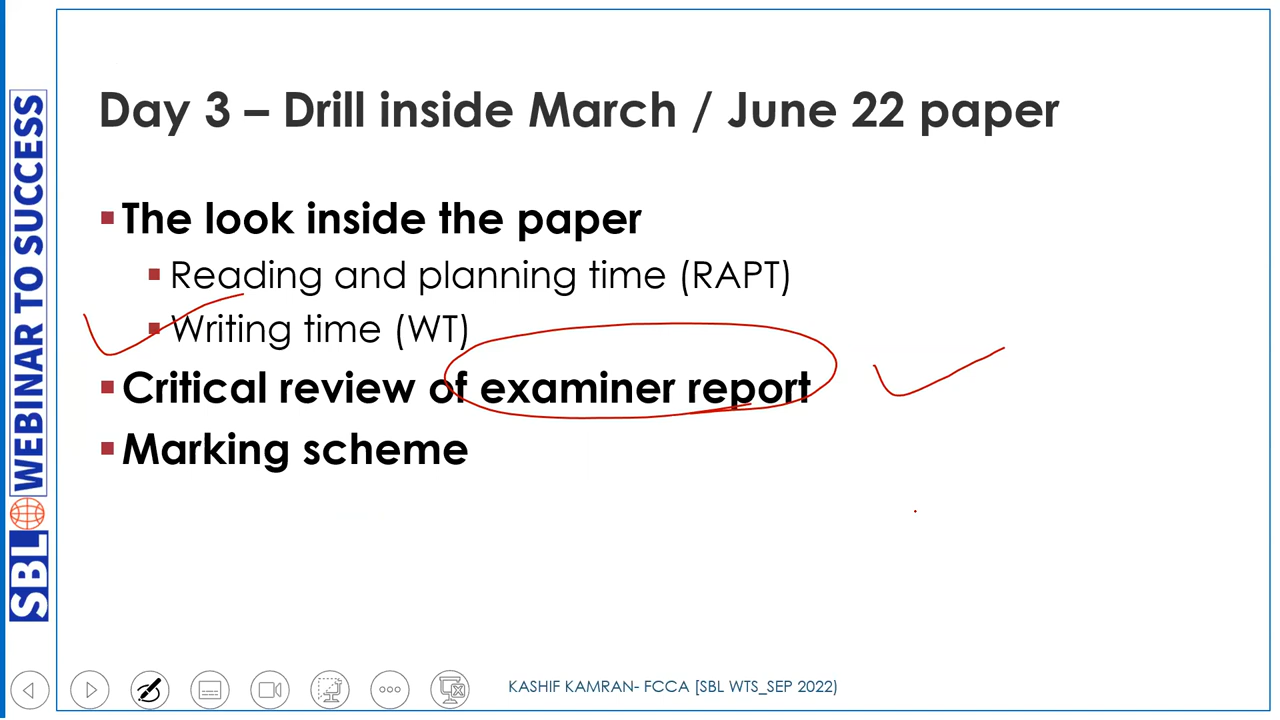 Day 3 – Drill inside March / June 22 paper
The look inside the paper
Reading and planning time (RAPT)
Writing time (WT)
Critical review of examiner report
Marking scheme
SBL WEBINAR TO SUCCESS
KASHIF KAMRAN- FCCA [SBL WTS_SEP 2022)